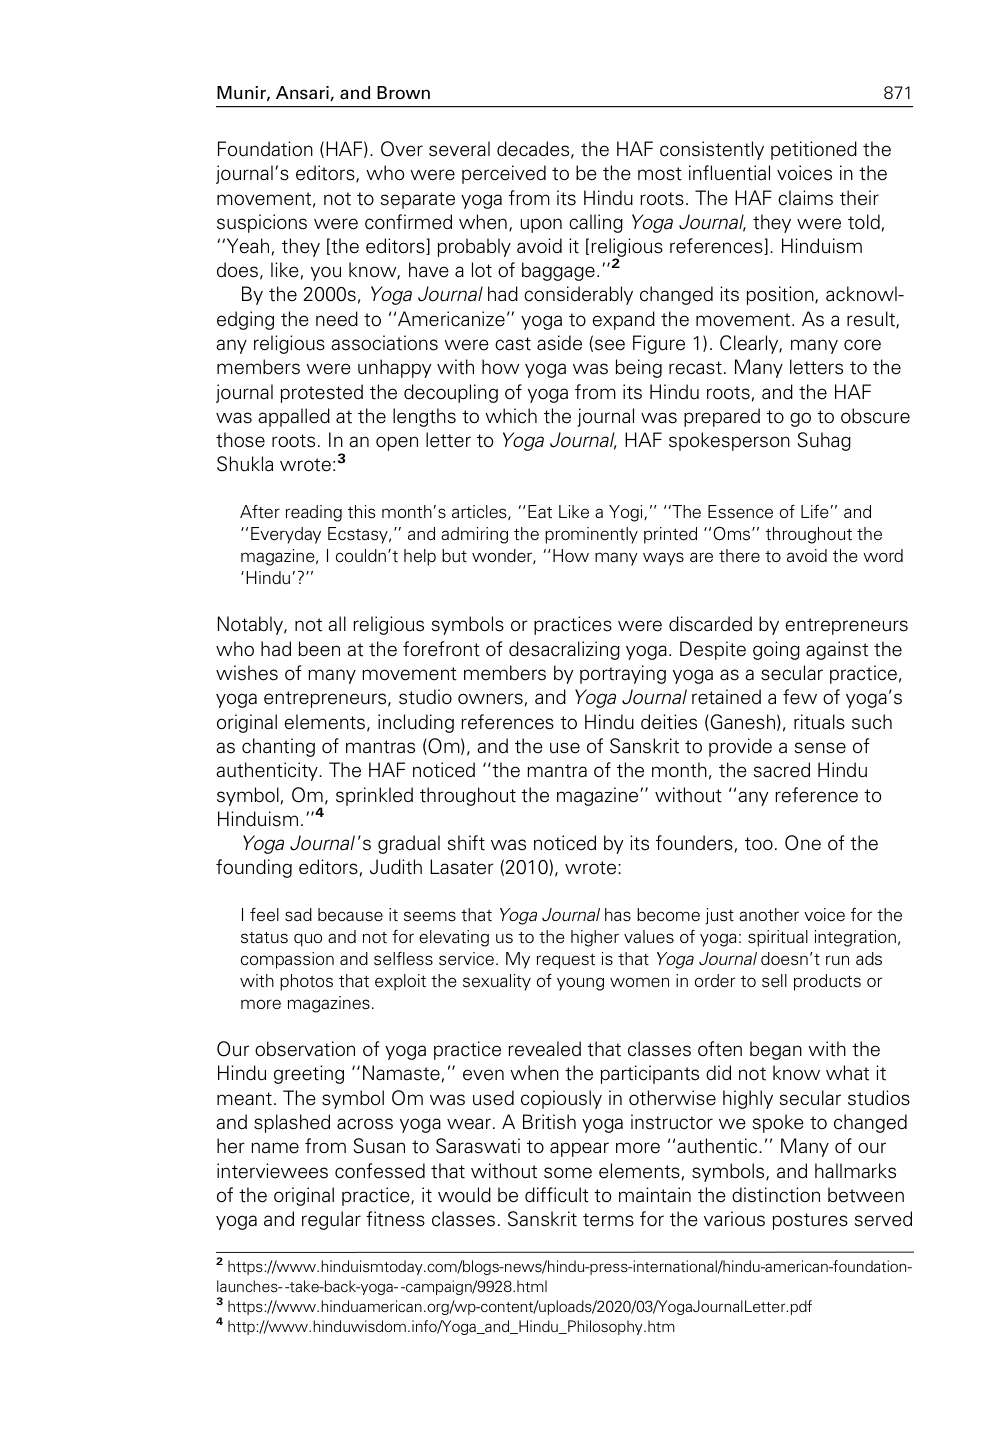 Munir, Ansari, and Brown 871
Foundation (HAF). Over several decades, the HAF consistently petitioned the
journal's editors, who were perceived to be the most influential voices in the
movement, not to separate yoga from its Hindu roots. The HAF claims their
suspicions were confirmed when, upon calling Yoga Journal, they were told,
''Yeah, they [the editors] probably avoid it [religious references]. Hinduism
does, like, you know, have a lot of baggage.''2
By the 2000s, Yoga Journal had considerably changed its position, acknowl-
edging the need to ''Americanize'' yoga to expand the movement. As a result,
any religious associations were cast aside (see Figure 1). Clearly, many core
members were unhappy with how yoga was being recast. Many letters to the
journal protested the decoupling of yoga from its Hindu roots, and the HAF
was appalled at the lengths to which the journal was prepared to go to obscure
those roots. In an open letter to Yoga Journal, HAF spokesperson Suhag
Shukla wrote:3
After reading this month's articles, ''Eat Like a Yogi,'' ''The Essence of Life'' and
''Everyday Ecstasy,'' and admiring the prominently printed ''Oms'' throughout the
magazine, I couldn't help but wonder, ''How many ways are there to avoid the word
'Hindu'?''
Notably, not all religious symbols or practices were discarded by entrepreneurs
who had been at the forefront of desacralizing yoga. Despite going against the
wishes of many movement members by portraying yoga as a secular practice,
yoga entrepreneurs, studio owners, and Yoga Journal retained a few of yoga's
original elements, including references to Hindu deities (Ganesh), rituals such
as chanting of mantras (Om), and the use of Sanskrit to provide a sense of
authenticity. The HAF noticed ''the mantra of the month, the sacred Hindu
symbol, Om, sprinkled throughout the magazine'' without ''any reference to
Hinduism.''4
Yoga Journal's gradual shift was noticed by its founders, too. One of the
founding editors, Judith Lasater (2010), wrote:
I feel sad because it seems that Yoga Journal has become just another voice for the
status quo and not for elevating us to the higher values of yoga: spiritual integration,
compassion and selfless service. My request is that Yoga Journal doesn't run ads
with photos that exploit the sexuality of young women in order to sell products or
more magazines.
Our observation of yoga practice revealed that classes often began with the
Hindu greeting ''Namaste,'' even when the participants did not know what it
meant. The symbol Om was used copiously in otherwise highly secular studios
and splashed across yoga wear. A British yoga instructor we spoke to changed
her name from Susan to Saraswati to appear more ''authentic.'' Many of our
interviewees confessed that without some elements, symbols, and hallmarks
of the original practice, it would be difficult to maintain the distinction between
yoga and regular fitness classes. Sanskrit terms for the various postures served
2 https://www.hinduismtoday.com/blogs-news/hindu-press-international/hindu-american-foundation-
launches--take-back-yoga--campaign/9928.html
3 https://www.hinduamerican.org/wp-content/uploads/2020/03/YogaJournalLetter.pdf
4 http://www.hinduwisdom.info/Yoga_and_Hindu_Philosophy.htm